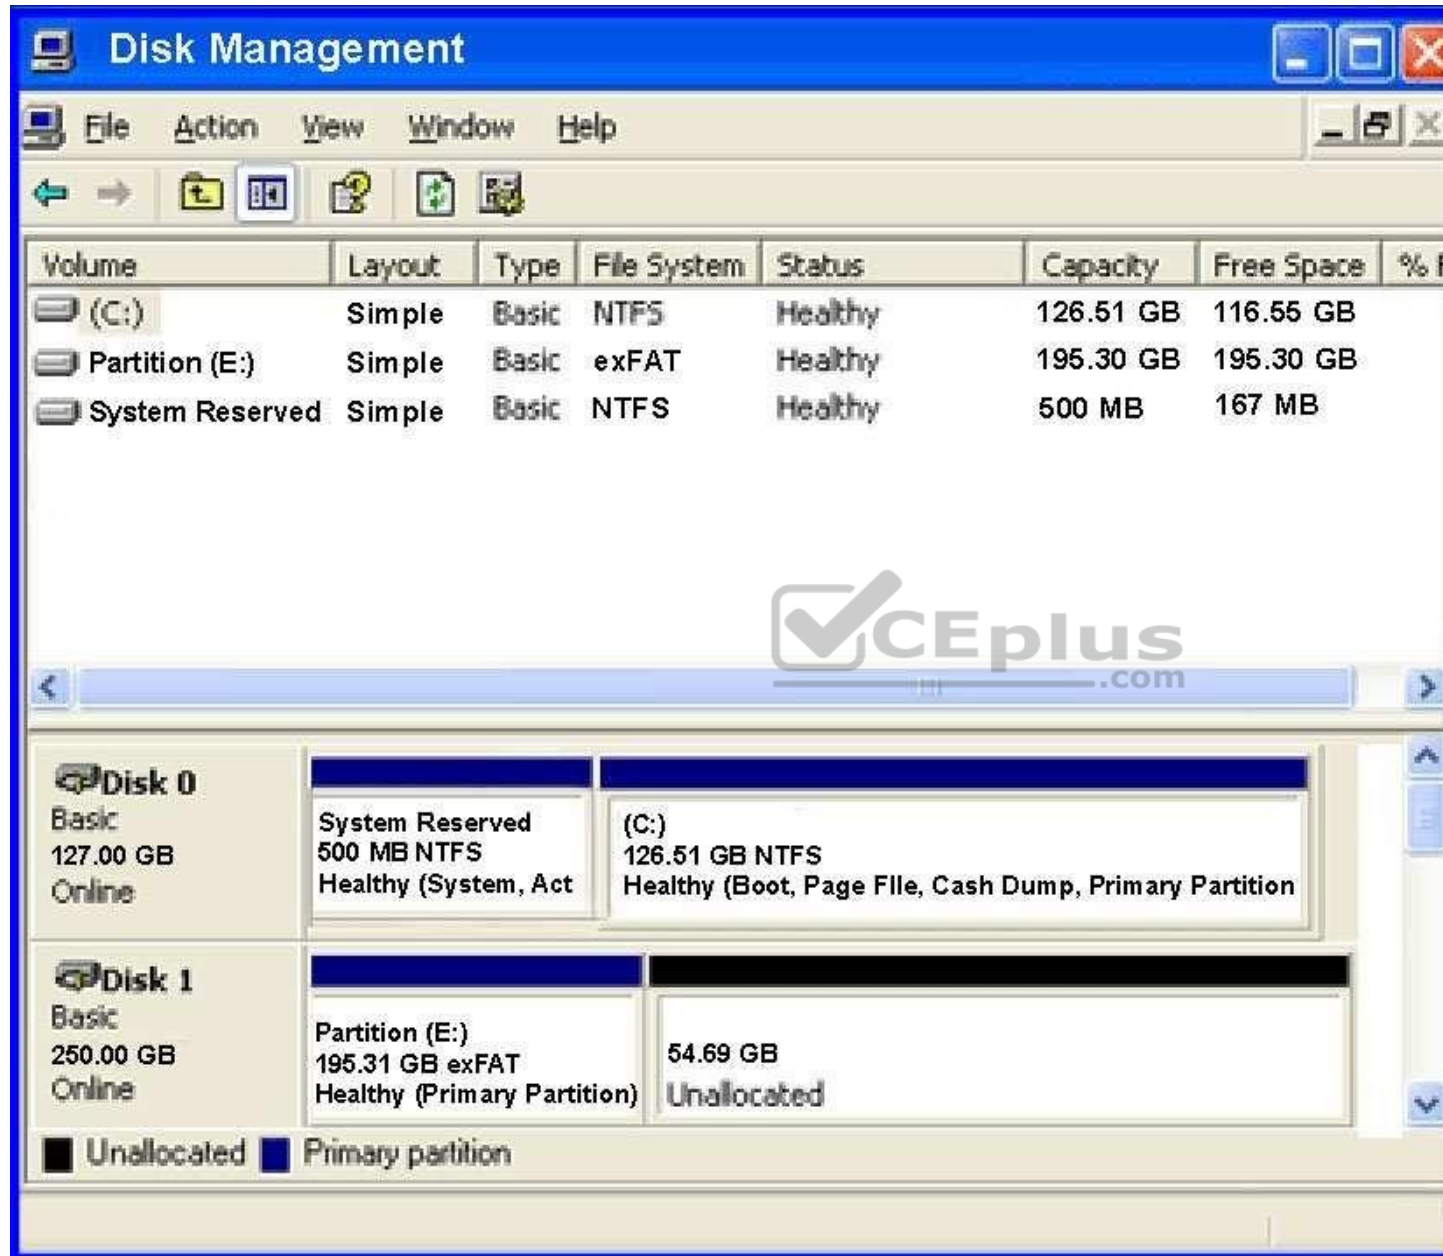 Disk Management
File Action View Window Help
Volume Layout Type File System Status Capacity Free Space %
(C:) Simple Basic NTFS Healthy 126.51 GB 116.55 GB
Partition (E:) Simple Basic exFAT Healthy 195.30 GB 195.30 GB
System Reserved Simple Basic NTFS Healthy 500 MB 167 MB
CEplus
.com
Disk 0
Basic
127.00 GB
Online
System Reserved
500 MB NTFS
Healthy (System, Act
(C:)
126.51 GB NTFS
Healthy (Boot, Page FIle, Cash Dump, Primary Partition
Disk 1
Basic
250.00 GB
Online
Partition (E:)
195.31 GB exFAT
Healthy (Primary Partition)
54.69 GB
Unallocated
Unallocated Primary partition